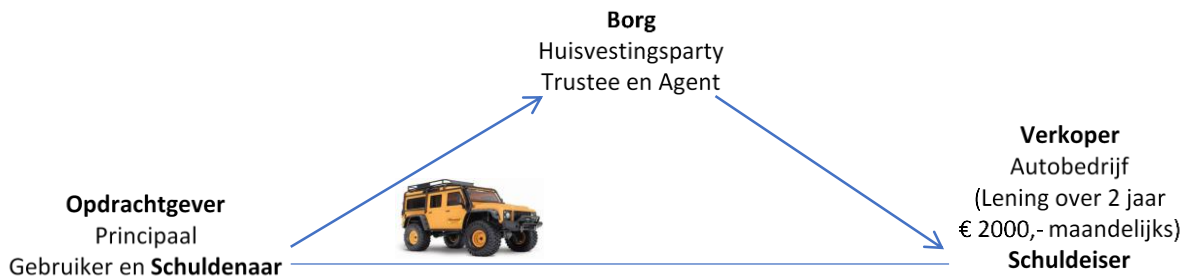 Borg
Huisvestingsparty
Trustee en Agent
Opdrachtgever
Principaal
Gebruiker en Schuldenaar
Verkoper
Autobedrijf
(Lening over 2 jaar
€ 2000,- maandelijks)
Schuldeiser